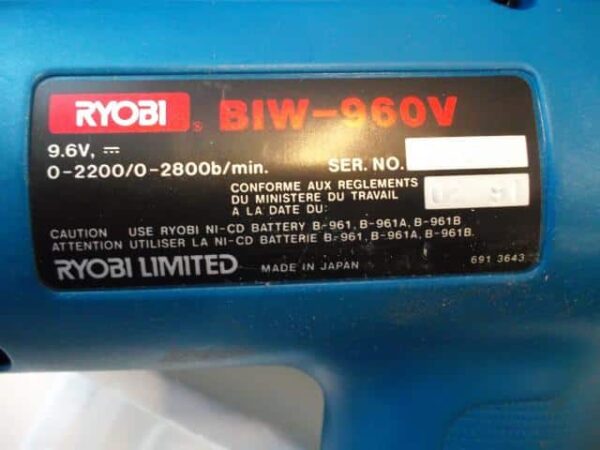 RYOBI ® BIW-960V
9.6V, ⎓
0-2200/0-2800b/min. SER. NO.
CONFORME AUX REGLEMENTS
DU MINISTERE DU TRAVAIL
A LA DATE DU:
CAUTION USE RYOBI NI-CD BATTERY B-961, B-961A, B-961B
ATTENTION UTILISER LA NI-CD BATTERIE B-961, B-961A, B-961B.
RYOBI LIMITED MADE IN JAPAN 691 3643